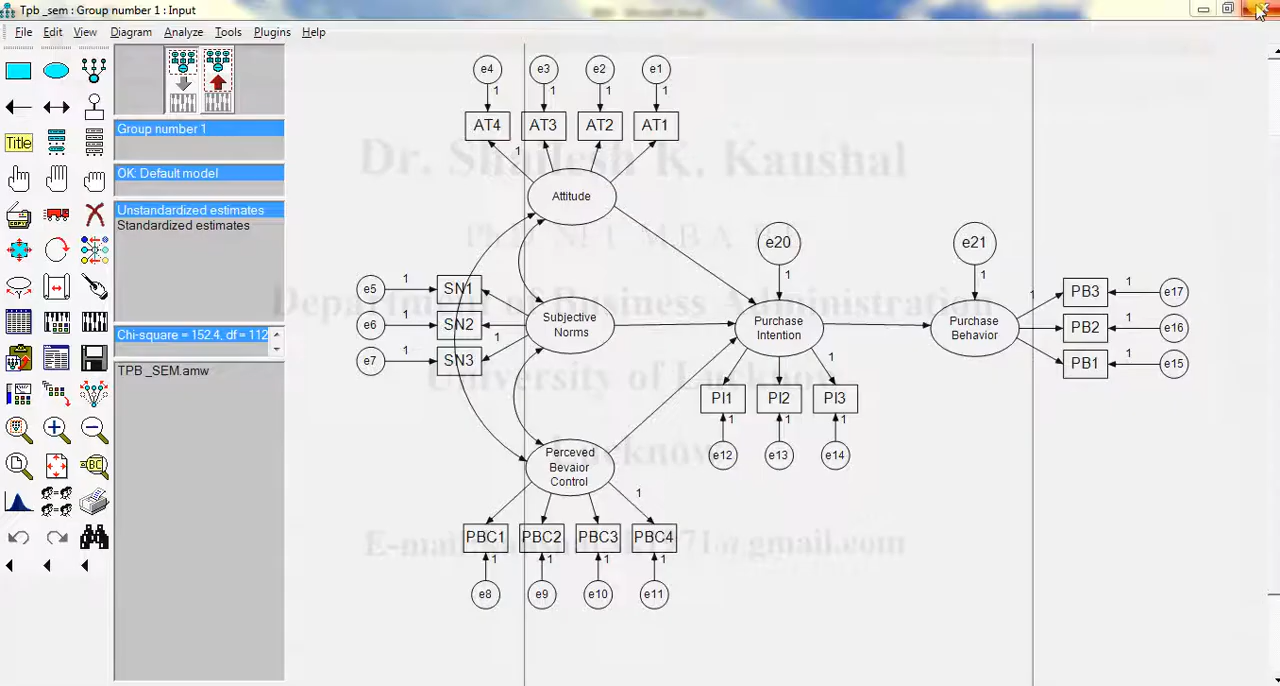 Tpb _sem : Group number 1 : Input
File Edit View Diagram Analyze Tools Plugins Help
Title
Group number 1
OK: Default model
Unstandardized estimates
Standardized estimates
Chi-square = 152.4, df = 112
TPB _SEM.amw
e4 e3 e2 e1
1 1 1 1
AT4 AT3 AT2 AT1
1
Attitude
Dr. Shailesh K. Kaushal
e20 e21
1 1
e5 1 SN1
e6 1 SN2
e7 1 SN3
1
Subjective
Norms
Purchase
Intention
Purchase
Behavior
1
PB3 1 e17
PB2 1 e16
PB1 1 e15
Department of Business Administration
University of Lucknow
Lucknow
1
PI1 PI2 PI3
1 1 1
e12 e13 e14
Perceved
Bevaior
Control
1
PBC1 PBC2 PBC3 PBC4
1 1 1 1
e8 e9 e10 e11
BC